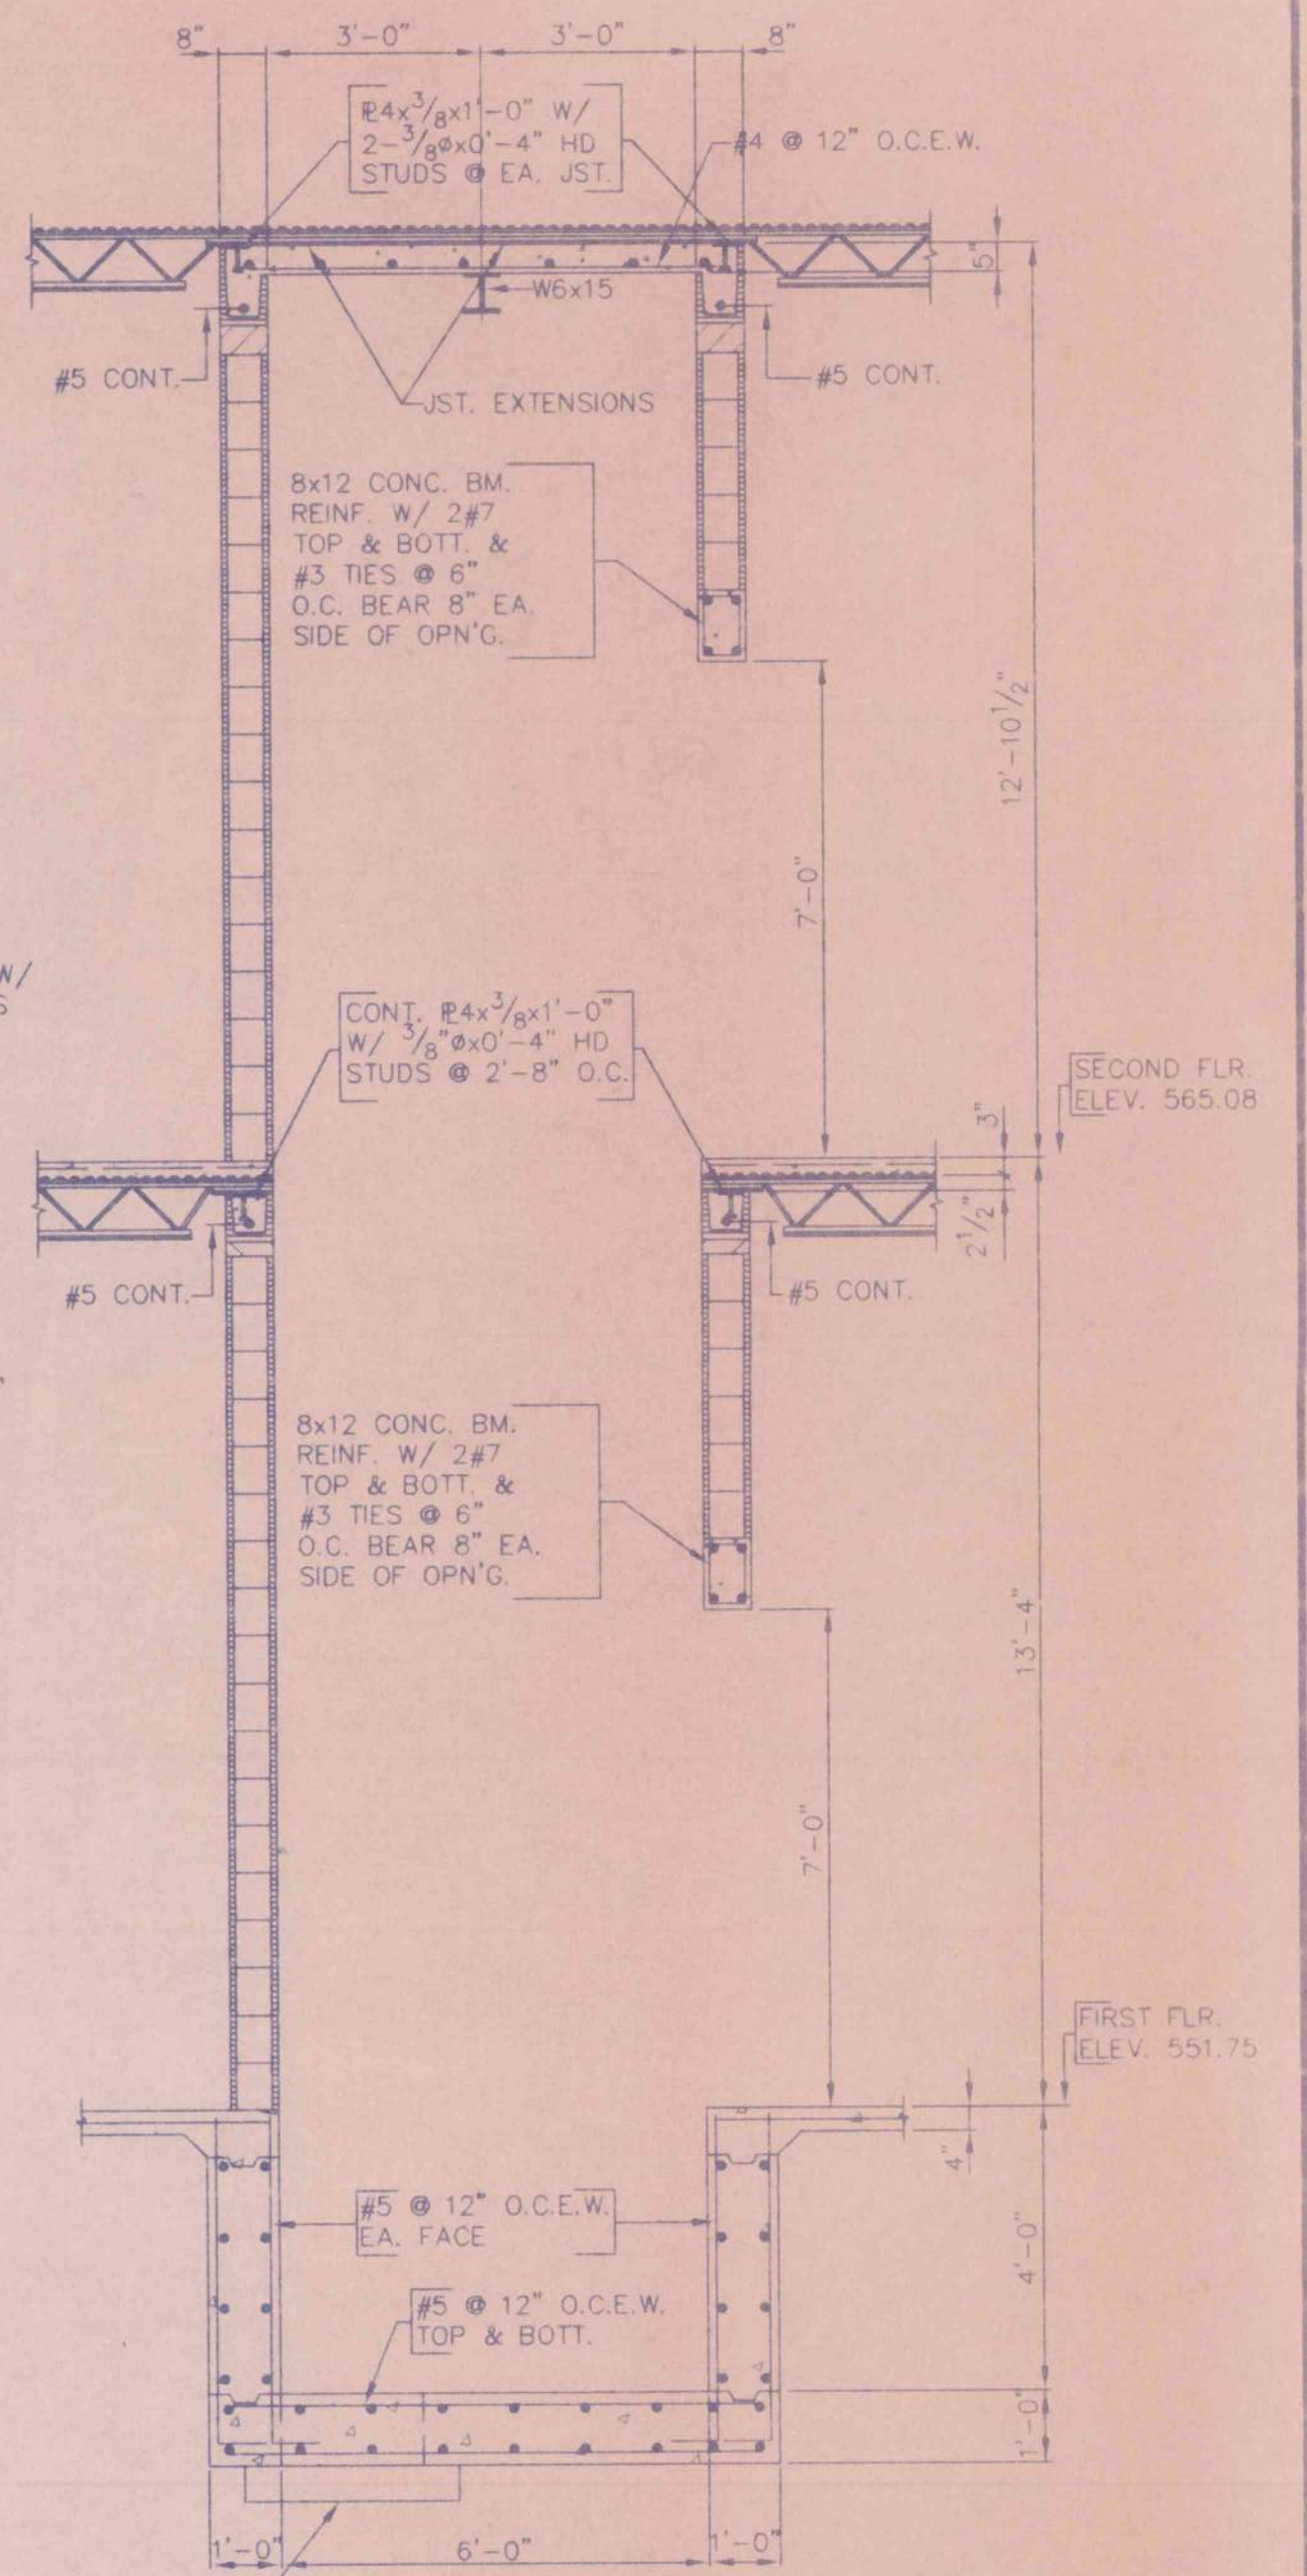 8" 3'-0" 3'-0" 8"
℄4x3/8x1'-0" W/
2-3/8øx0'-4" HD
STUDS @ EA. JST.
#4 @ 12" O.C.E.W.
5"
W6x15
#5 CONT.
#5 CONT.
JST. EXTENSIONS
8x12 CONC. BM.
REINF. W/ 2#7
TOP & BOTT. &
#3 TIES @ 6"
O.C. BEAR 8" EA.
SIDE OF OPN'G.
12'-10 1/2"
7'-0"
W/
S
CONT. ℄4x3/8x1'-0"
W/ 3/8"øx0'-4" HD
STUDS @ 2'-8" O.C.
SECOND FLR.
ELEV. 565.08
3"
2 1/2"
#5 CONT.
#5 CONT.
8x12 CONC. BM.
REINF. W/ 2#7
TOP & BOTT. &
#3 TIES @ 6"
O.C. BEAR 8" EA.
SIDE OF OPN'G.
13'-4"
7'-0"
FIRST FLR.
ELEV. 551.75
4"
#5 @ 12" O.C.E.W.
EA. FACE
4'-0"
#5 @ 12" O.C.E.W.
TOP & BOTT.
1'-0"
1'-0" 6'-0" 1'-0"